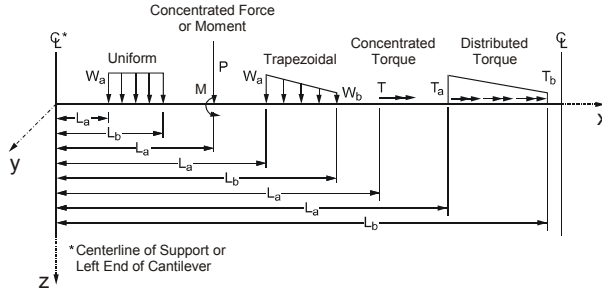 Concentrated Force
or Moment
℄*
℄
Uniform
Trapezoidal
Concentrated
Torque
Distributed
Torque
Wa
P
M
Wa
Wb
T
Ta
Tb
x
La
Lb
La
La
Lb
La
La
Lb
y
z
*Centerline of Support or
Left End of Cantilever